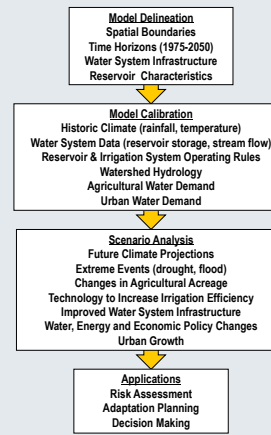 Model Delineation
Spatial Boundaries
Time Horizons (1975-2050)
Water System Infrastructure
Reservoir Characteristics
Model Calibration
Historic Climate (rainfall, temperature)
Water System Data (reservoir storage, stream flow)
Reservoir & Irrigation System Operating Rules
Watershed Hydrology
Agricultural Water Demand
Urban Water Demand
Scenario Analysis
Future Climate Projections
Extreme Events (drought, flood)
Changes in Agricultural Acreage
Technology to Increase Irrigation Efficiency
Improved Water System Infrastructure
Water, Energy and Economic Policy Changes
Urban Growth
Applications
Risk Assessment
Adaptation Planning
Decision Making